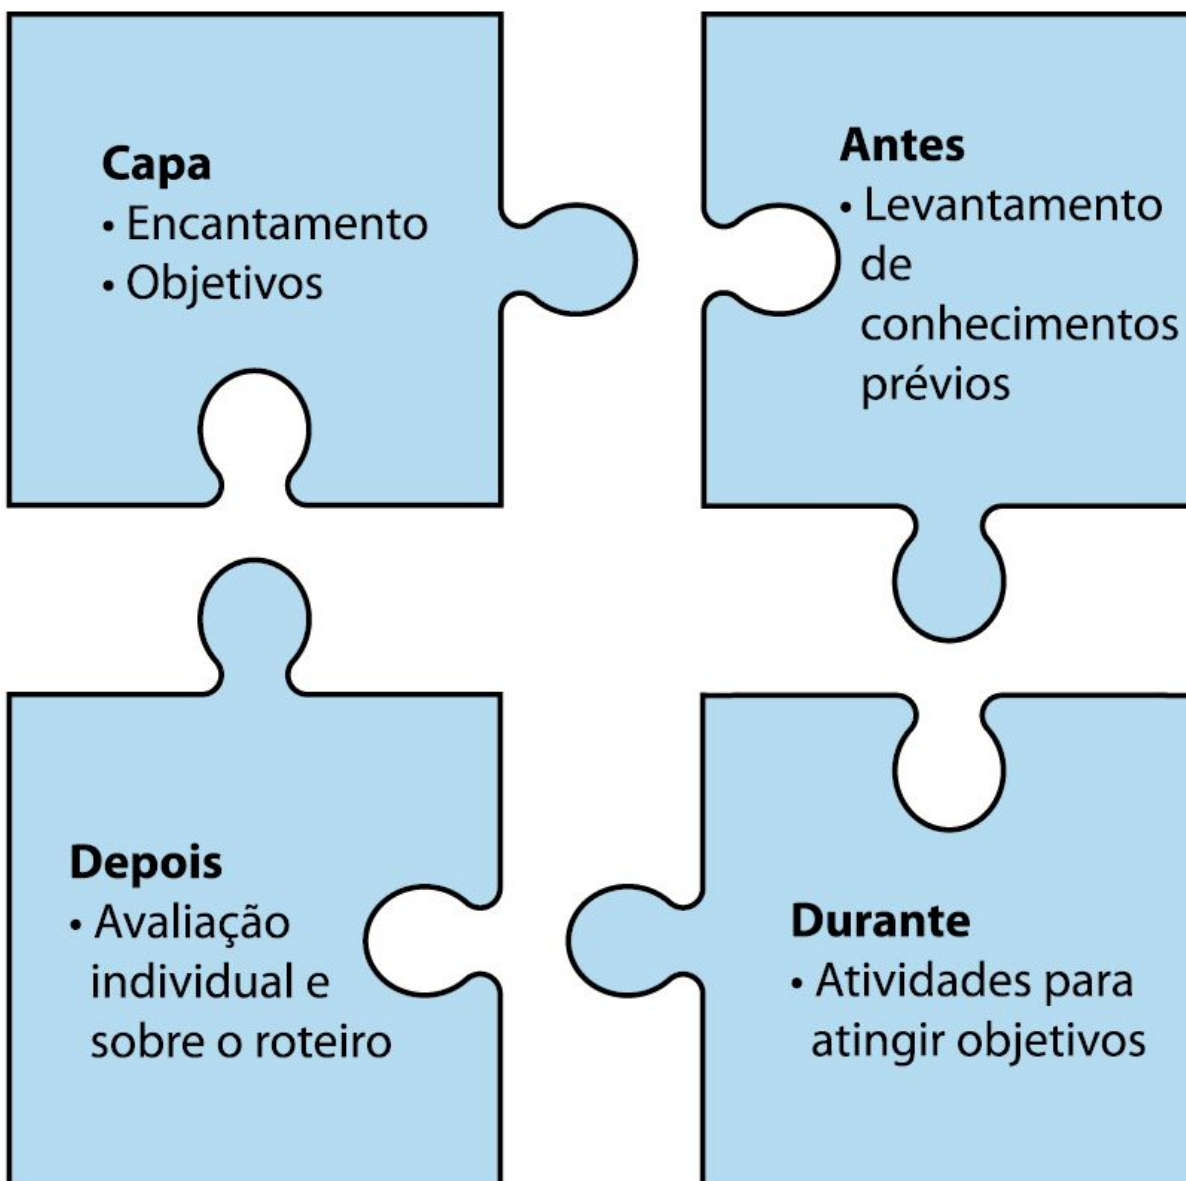 Capa
• Encantamento
• Objetivos
Antes
• Levantamento
de
conhecimentos
prévios
Depois
• Avaliação
individual e
sobre o roteiro
Durante
• Atividades para
atingir objetivos